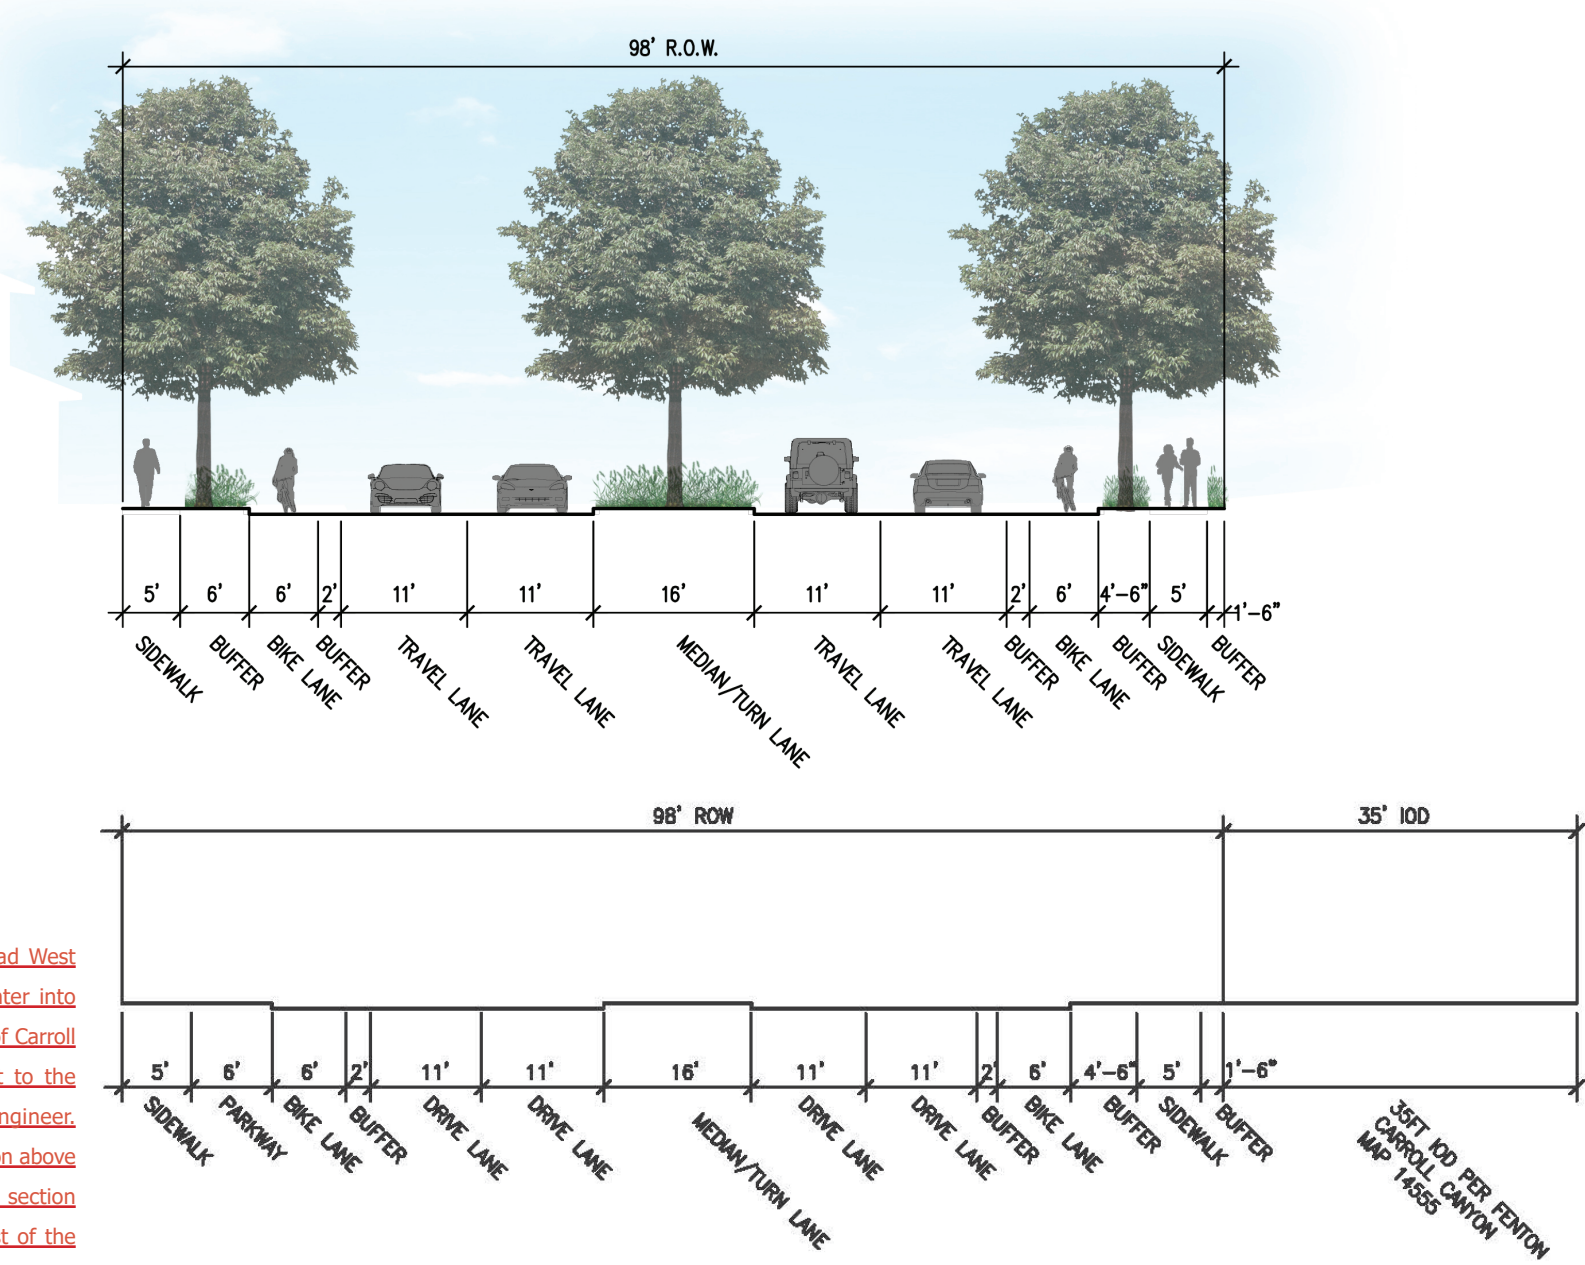 98' R.O.W.
5' 6' 6' 2' 11' 11' 16' 11' 11' 2' 6' 4'-6" 5' 1'-6"
SIDEWALK
BUFFER
BIKE LANE
BUFFER
TRAVEL LANE
TRAVEL LANE
MEDIAN/TURN LANE
TRAVEL LANE
TRAVEL LANE
BUFFER
BIKE LANE
BUFFER
SIDEWALK
BUFFER
98' ROW
35' IOD
5' 6' 6' 2' 11' 11' 16' 11' 11' 2' 6' 4'-6" 5' 1'-6"
SIDEWALK
PARKWAY
BIKE LANE
BUFFER
DRIVE LANE
DRIVE LANE
MEDIAN/TURN LANE
DRIVE LANE
DRIVE LANE
BUFFER
BIKE LANE
BUFFER
SIDEWALK
BUFFER
35FT IOD PER FENTON
CARROLL CANYON
MAP 14555
West
into
Carroll
to the
above
section
of the